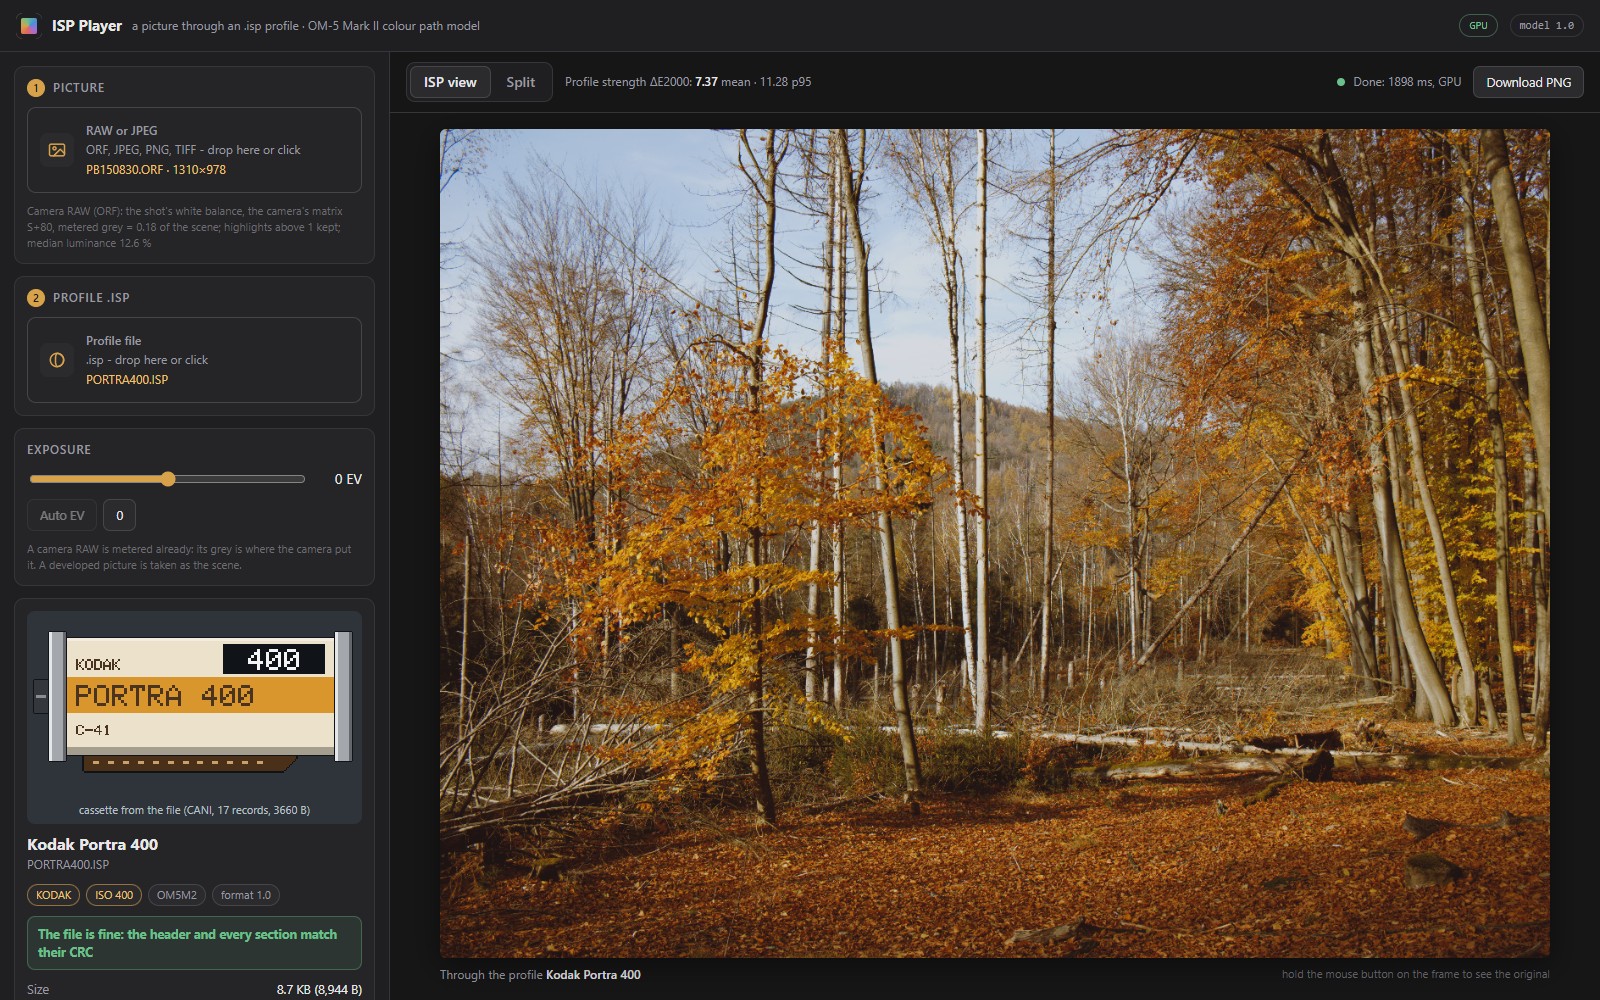 ISP Player a picture through an .isp profile · OM-5 Mark II colour path model
GPU model 1.0
1 PICTURE
RAW or JPEG
ORF, JPEG, PNG, TIFF - drop here or click
PB150830.ORF · 1310×978
Camera RAW (ORF): the shot's white balance, the camera's matrix
S+80, metered grey = 0.18 of the scene; highlights above 1 kept;
median luminance 12.6 %
2 PROFILE .ISP
Profile file
.isp - drop here or click
PORTRA400.ISP
EXPOSURE
0 EV
Auto EV 0
A camera RAW is metered already: its grey is where the camera put
it. A developed picture is taken as the scene.
KODAK 400
PORTRA 400
C-41
cassette from the file (CANI, 17 records, 3660 B)
Kodak Portra 400
PORTRA400.ISP
KODAK ISO 400 OM5M2 format 1.0
The file is fine: the header and every section match
their CRC
Size 8.7 KB (8,944 B)
ISP view Split Profile strength ΔE2000: 7.37 mean · 11.28 p95
Done: 1898 ms, GPU Download PNG
Through the profile Kodak Portra 400
hold the mouse button on the frame to see the original